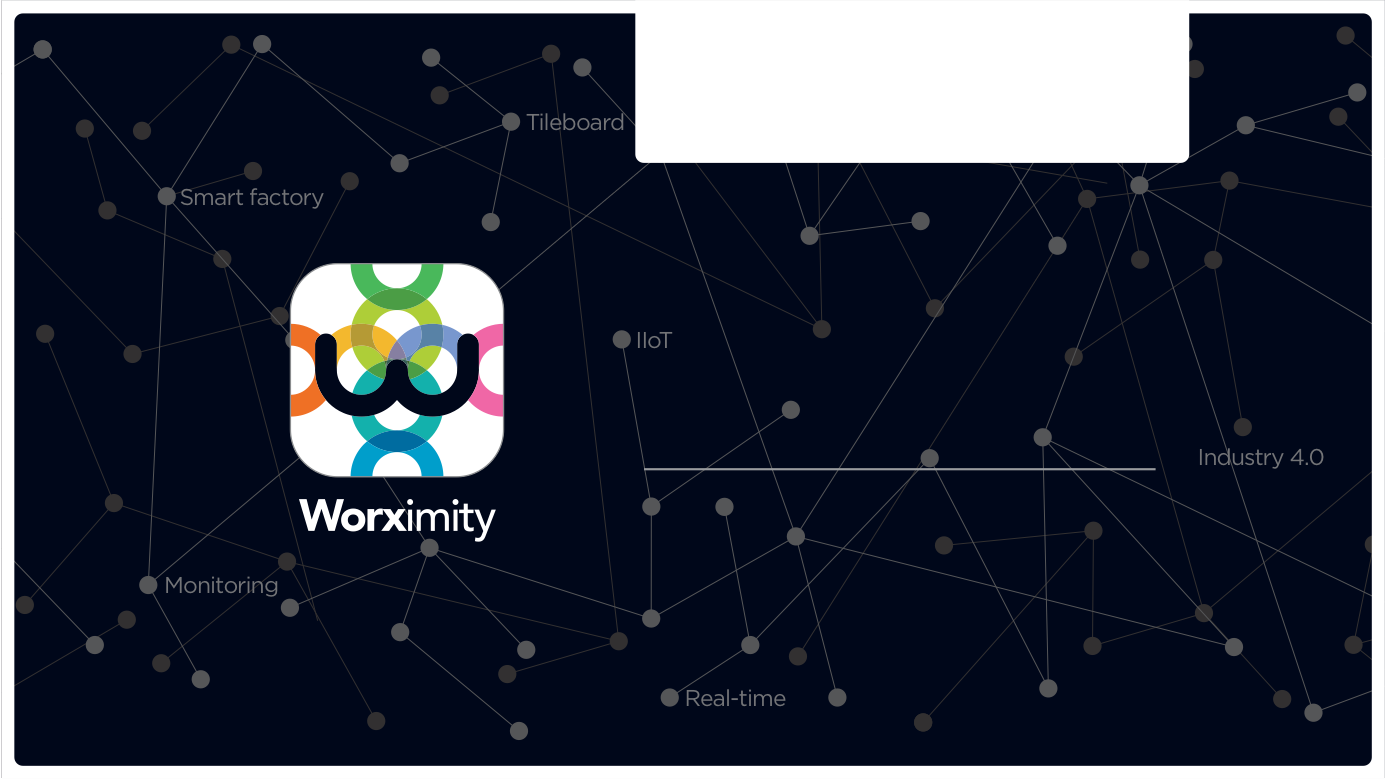 Tileboard
Smart factory
IIoT
Industry 4.0
Worximity
Monitoring
Real-time